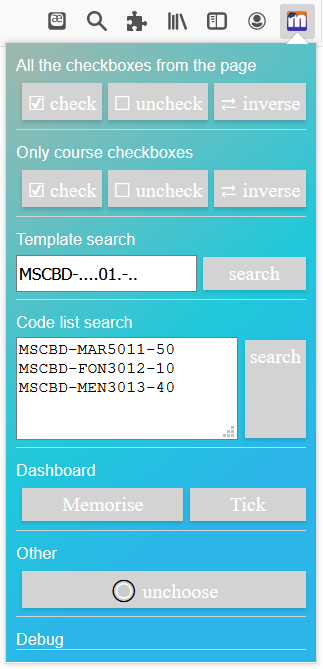 æ
m
All the checkboxes from the page
☑ check ☐ uncheck ⇄ inverse
Only course checkboxes
☑ check ☐ uncheck ⇄ inverse
Template search
MSCBD-....01.-.. search
Code list search
MSCBD-MAR5011-50 search
MSCBD-FON3012-10
MSCBD-MEN3013-40
Dashboard
Memorise Tick
Other
unchoose
Debug